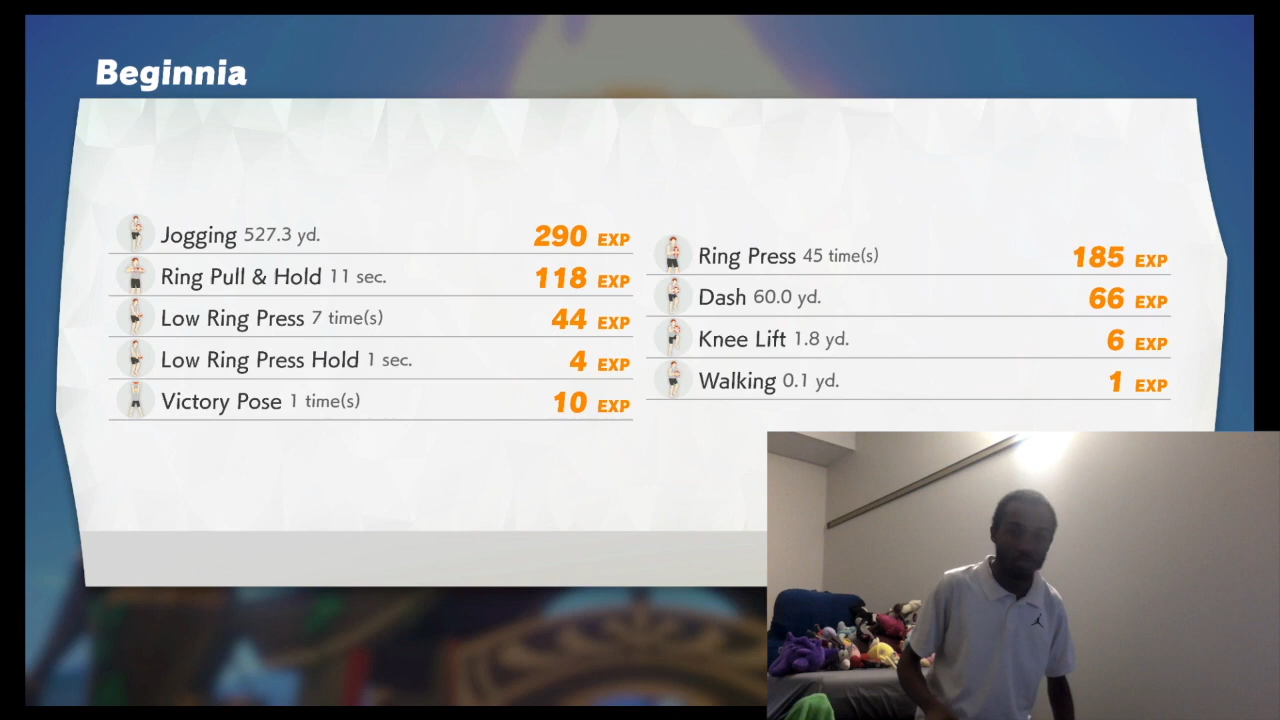 Beginnia
Jogging 527.3 yd. 290 EXP
Ring Pull & Hold 11 sec. 118 EXP
Low Ring Press 7 time(s) 44 EXP
Low Ring Press Hold 1 sec. 4 EXP
Victory Pose 1 time(s) 10 EXP
Ring Press 45 time(s) 185 EXP
Dash 60.0 yd. 66 EXP
Knee Lift 1.8 yd. 6 EXP
Walking 0.1 yd. 1 EXP